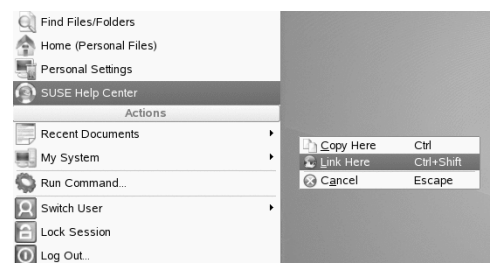 Find Files/Folders
Home (Personal Files)
Personal Settings
SUSE Help Center
Actions
Recent Documents
My System
Run Command...
Switch User
Lock Session
Log Out...
Copy Here Ctrl
Link Here Ctrl+Shift
Cancel Escape